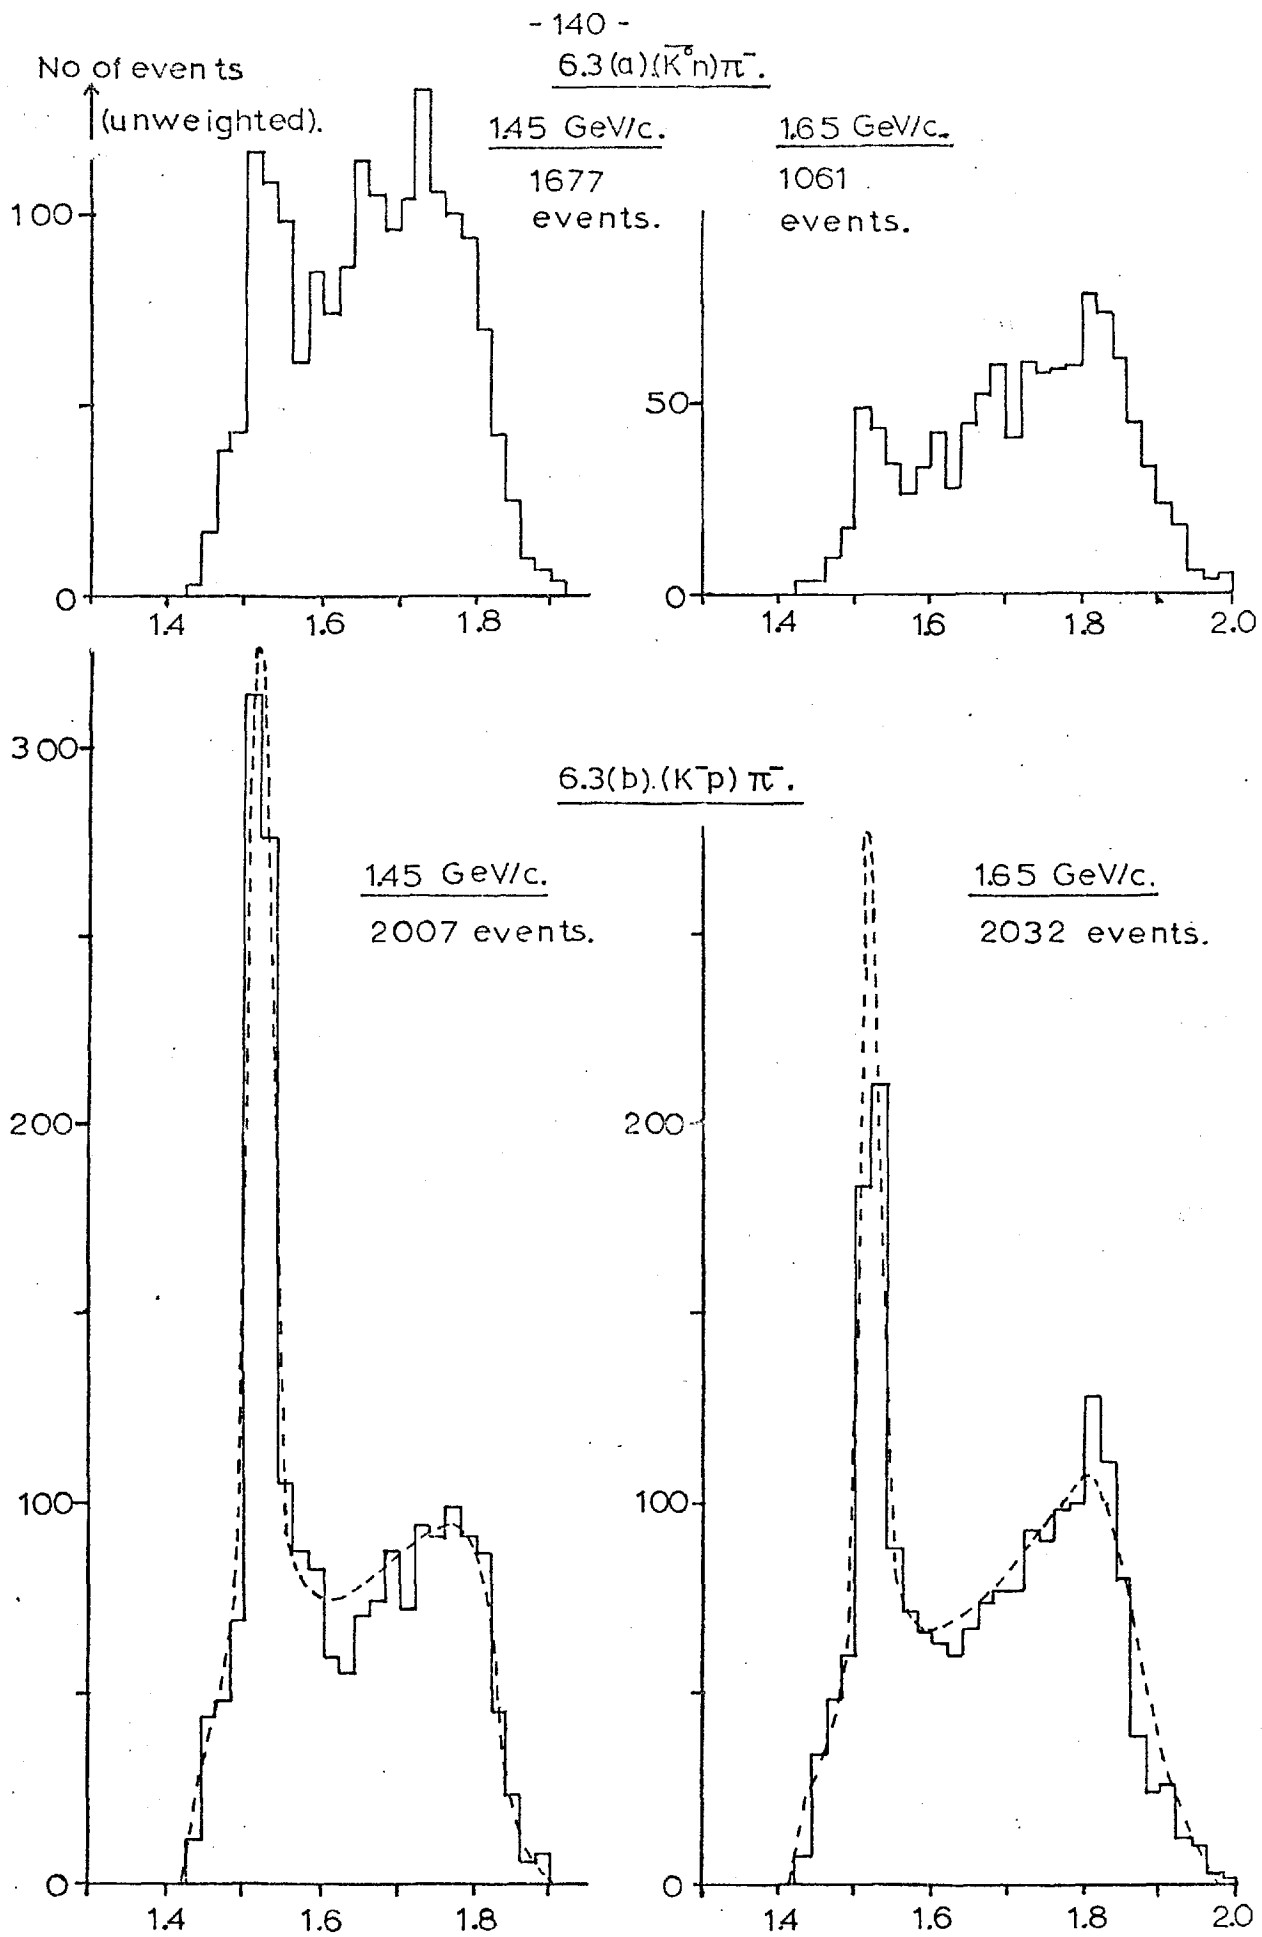 - 140 -
6.3(a).(K̄°n)π⁻.
No of events
(unweighted).
1.45 GeV/c.
1677
events.
1.65 GeV/c.
1061
events.
100
0
1.4 1.6 1.8
50
0
1.4 1.6 1.8 2.0
6.3(b).(K⁻p) π⁻.
300
200
100
0
1.45 GeV/c.
2007 events.
1.4 1.6 1.8
200
100
0
1.65 GeV/c.
2032 events.
1.4 1.6 1.8 2.0